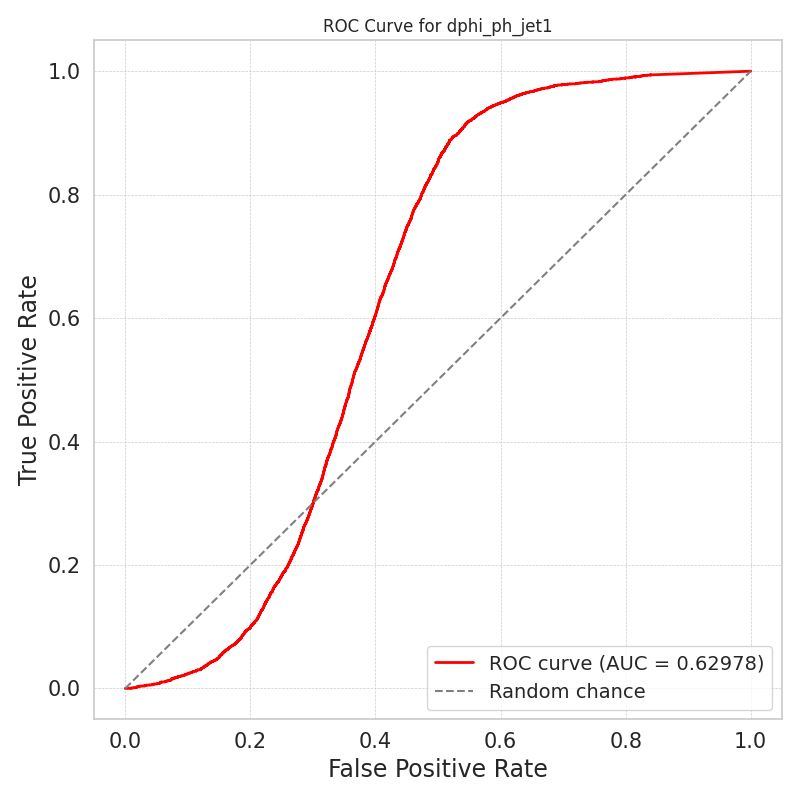 ROC Curve for dphi_ph_jet1
True Positive Rate
1.0
0.8
0.6
0.4
0.2
0.0
ROC curve (AUC = 0.62978)
Random chance
0.0 0.2 0.4 0.6 0.8 1.0
False Positive Rate